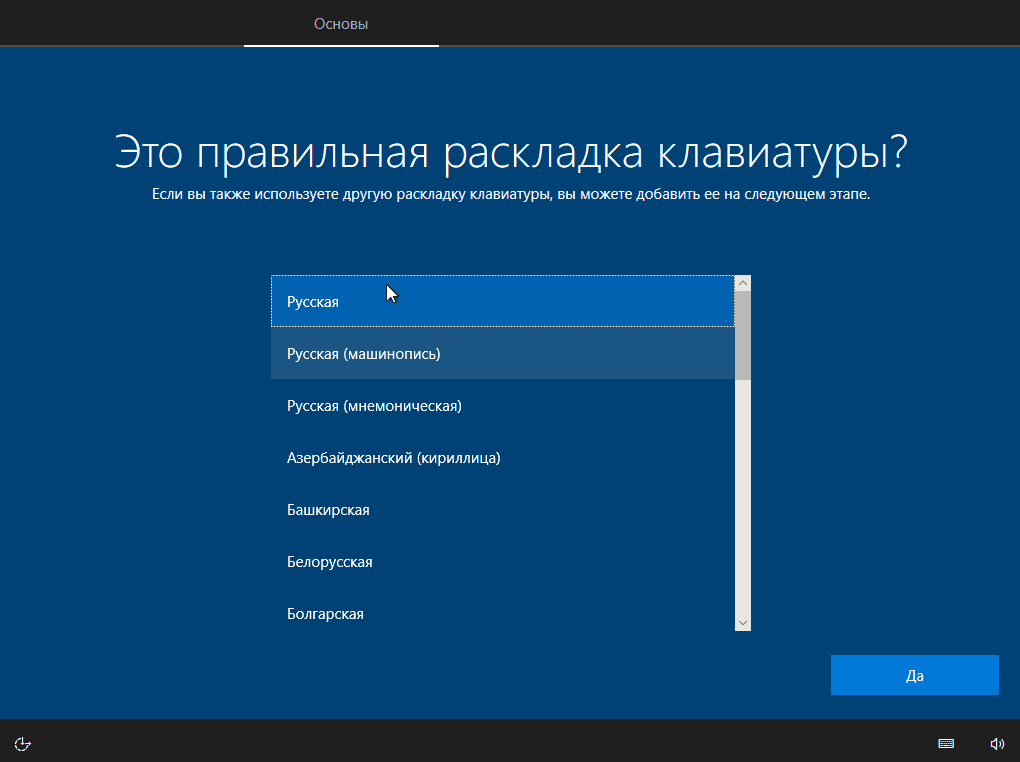 Основы
Это правильная раскладка клавиатуры?
Если вы также используете другую раскладку клавиатуры, вы можете добавить ее на следующем этапе.
Русская
Русская (машинопись)
Русская (мнемоническая)
Азербайджанский (кириллица)
Башкирская
Белорусская
Болгарская
Да